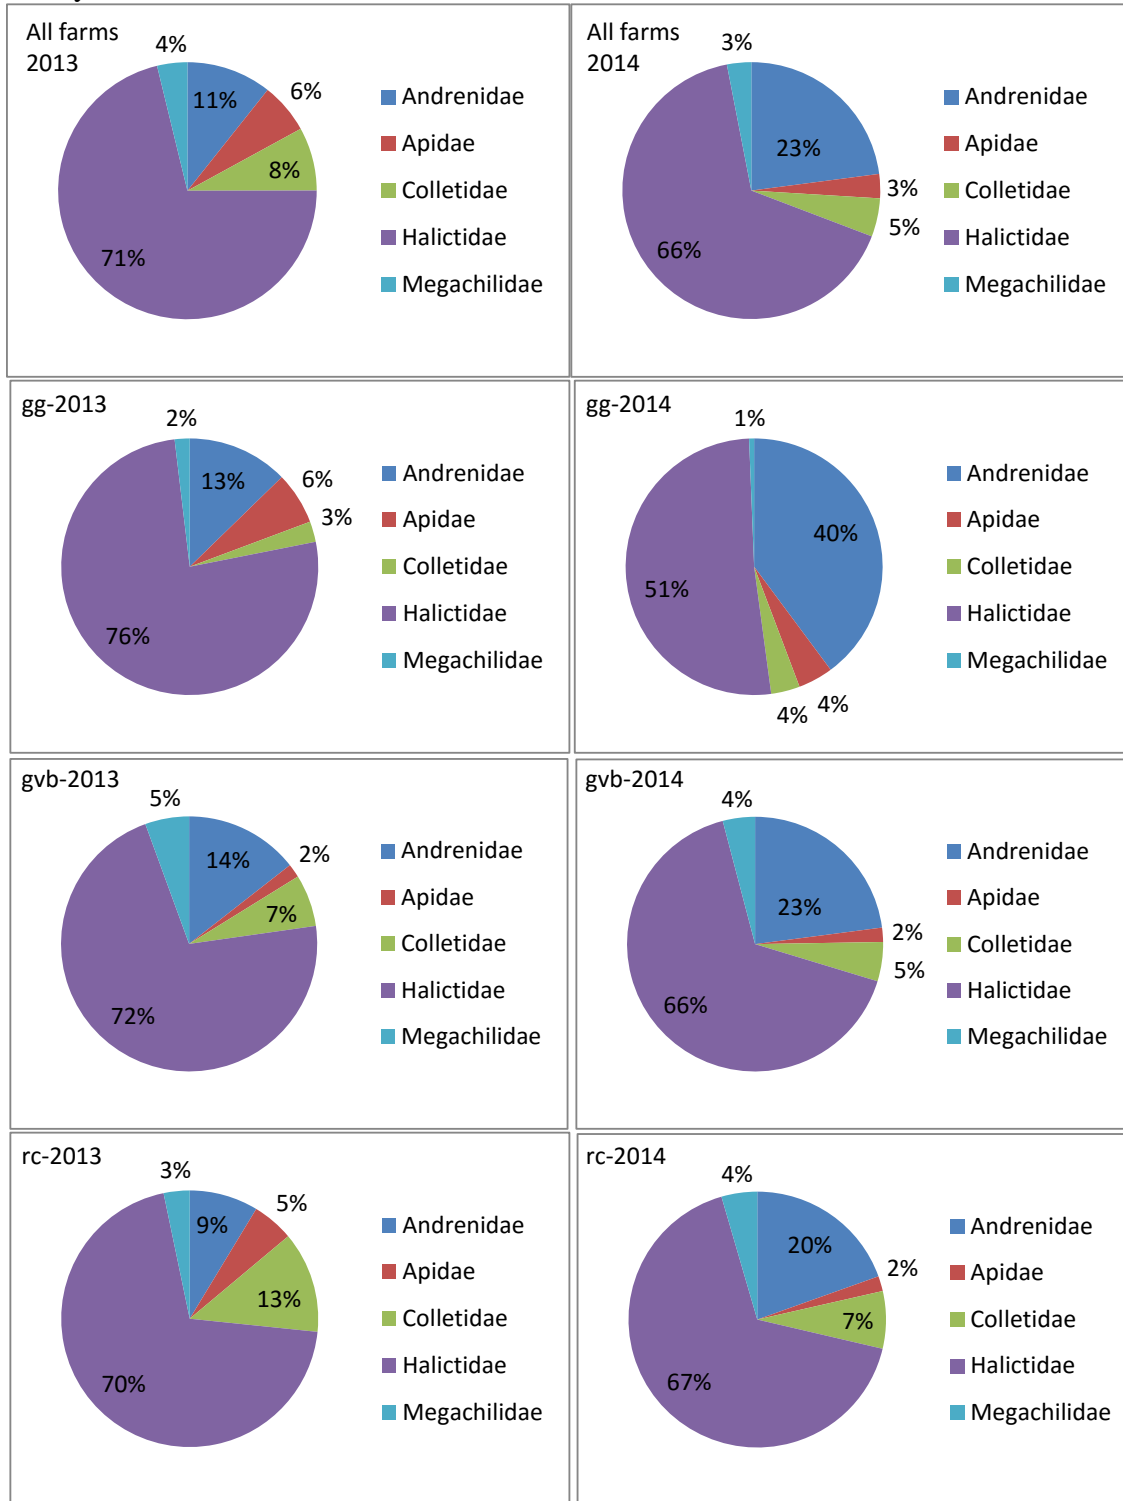 All farms
2013
4%
11%
6%
8%
71%
Andrenidae
Apidae
Colletidae
Halictidae
Megachilidae
All farms
2014
3%
23%
3%
5%
66%
Andrenidae
Apidae
Colletidae
Halictidae
Megachilidae
gg-2013
2%
13%
6%
3%
76%
Andrenidae
Apidae
Colletidae
Halictidae
Megachilidae
gg-2014
1%
40%
51%
4%
4%
Andrenidae
Apidae
Colletidae
Halictidae
Megachilidae
gvb-2013
5%
14%
2%
7%
72%
Andrenidae
Apidae
Colletidae
Halictidae
Megachilidae
gvb-2014
4%
23%
2%
5%
66%
Andrenidae
Apidae
Colletidae
Halictidae
Megachilidae
rc-2013
3%
9%
5%
13%
70%
Andrenidae
Apidae
Colletidae
Halictidae
Megachilidae
rc-2014
4%
20%
2%
7%
67%
Andrenidae
Apidae
Colletidae
Halictidae
Megachilidae